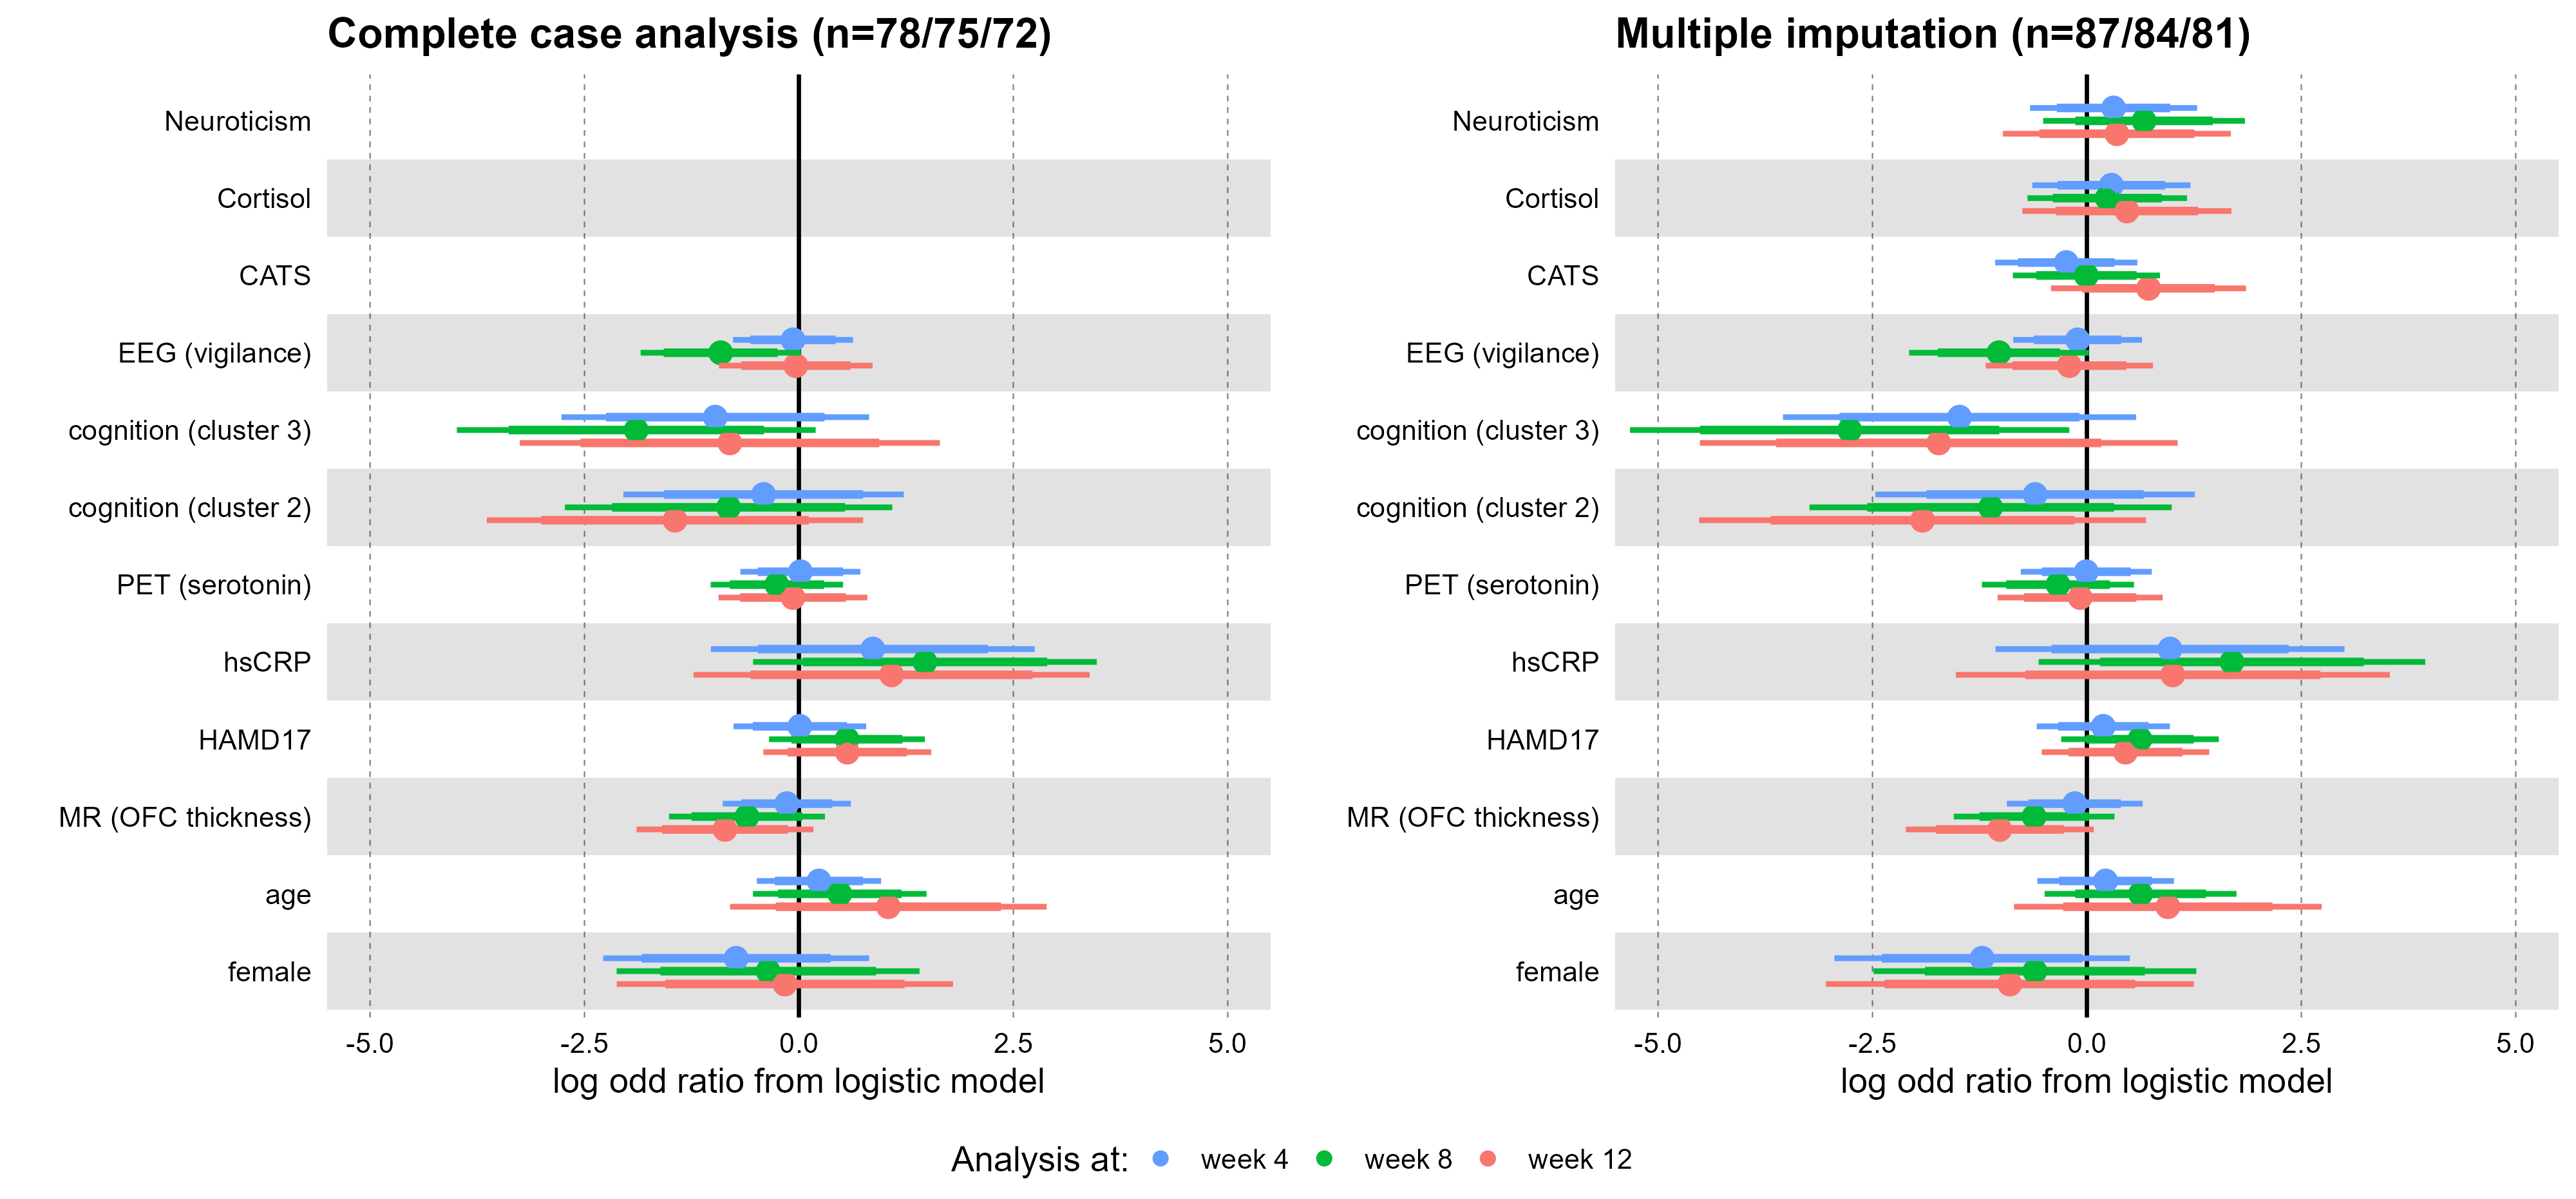 Complete case analysis (n=78/75/72)
Neuroticism
Cortisol
CATS
EEG (vigilance)
cognition (cluster 3)
cognition (cluster 2)
PET (serotonin)
hsCRP
HAMD17
MR (OFC thickness)
age
female
-5.0 -2.5 0.0 2.5 5.0
log odd ratio from logistic model
Multiple imputation (n=87/84/81)
Neuroticism
Cortisol
CATS
EEG (vigilance)
cognition (cluster 3)
cognition (cluster 2)
PET (serotonin)
hsCRP
HAMD17
MR (OFC thickness)
age
female
-5.0 -2.5 0.0 2.5 5.0
log odd ratio from logistic model
Analysis at: week 4 week 8 week 12